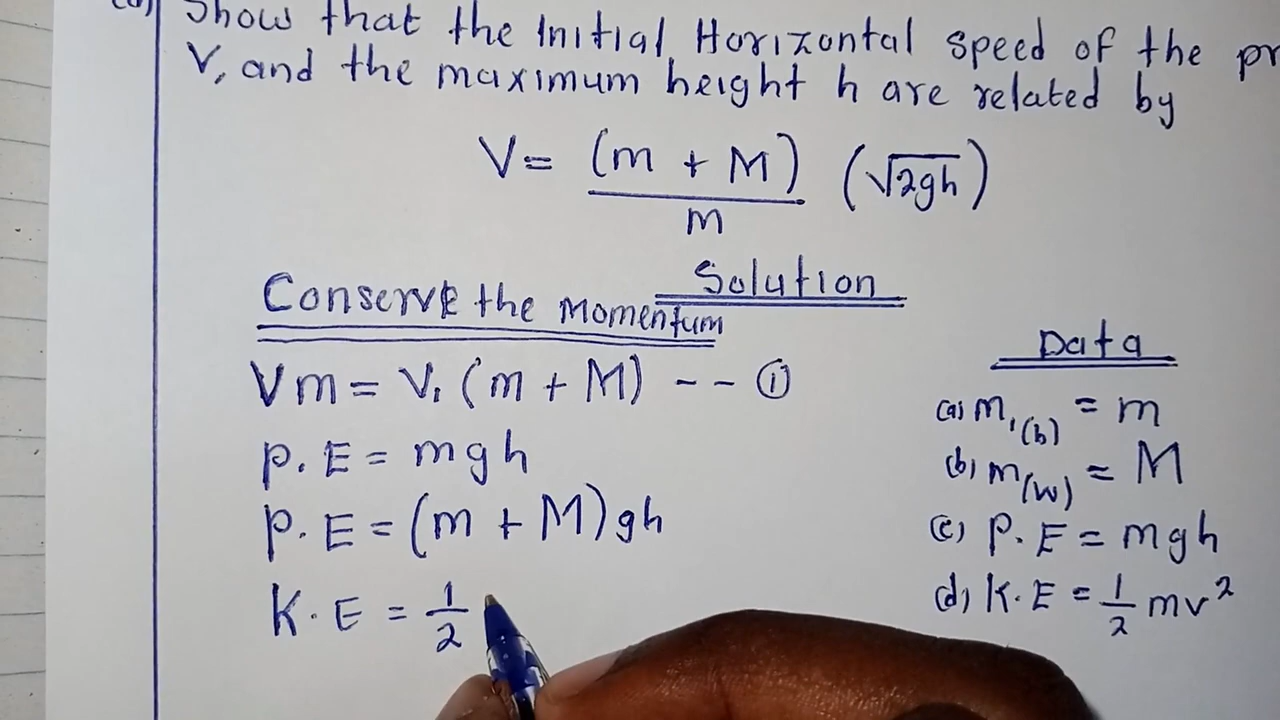 Show that the Initial Horizontal speed of the
V, and the maximum height h are related by
V = (m + M) / m (√2gh)
Solution
Conserve the Momentum
Vm = V₁ (m + M) -- ①
P.E = mgh
P.E = (m + M)gh
K.E = 1/2
Data
(a) m₁(b) = m
(b) m(w) = M
(c) P.E = mgh
(d) K.E = 1/2 mv²